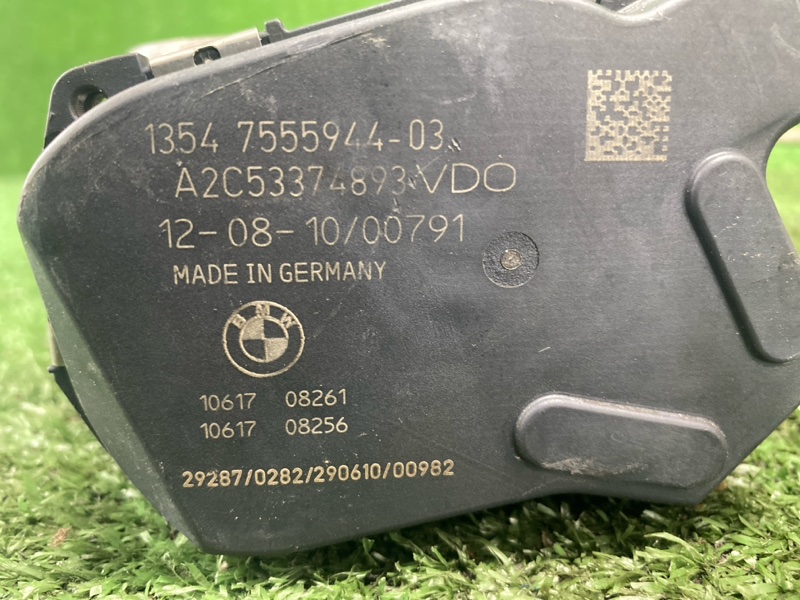 1354 7555944-03
A2C53374893 VDO
12-08-10/00791
MADE IN GERMANY
BMW
10617 08261
10617 08256
29287/0282/290610/00982